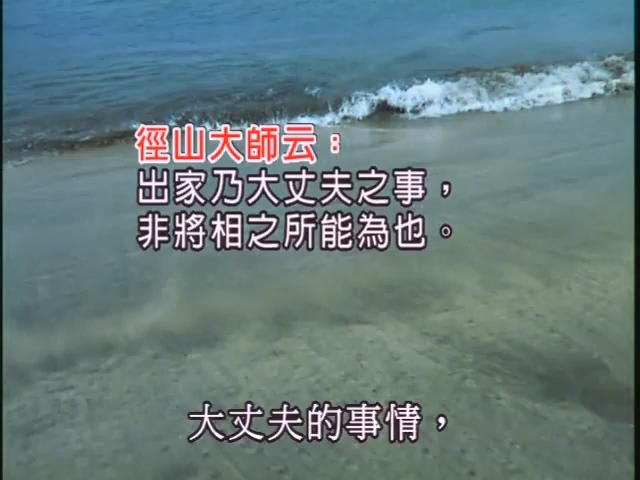 徑山大師云：
出家乃大丈夫之事，
非將相之所能為也。
大丈夫的事情，